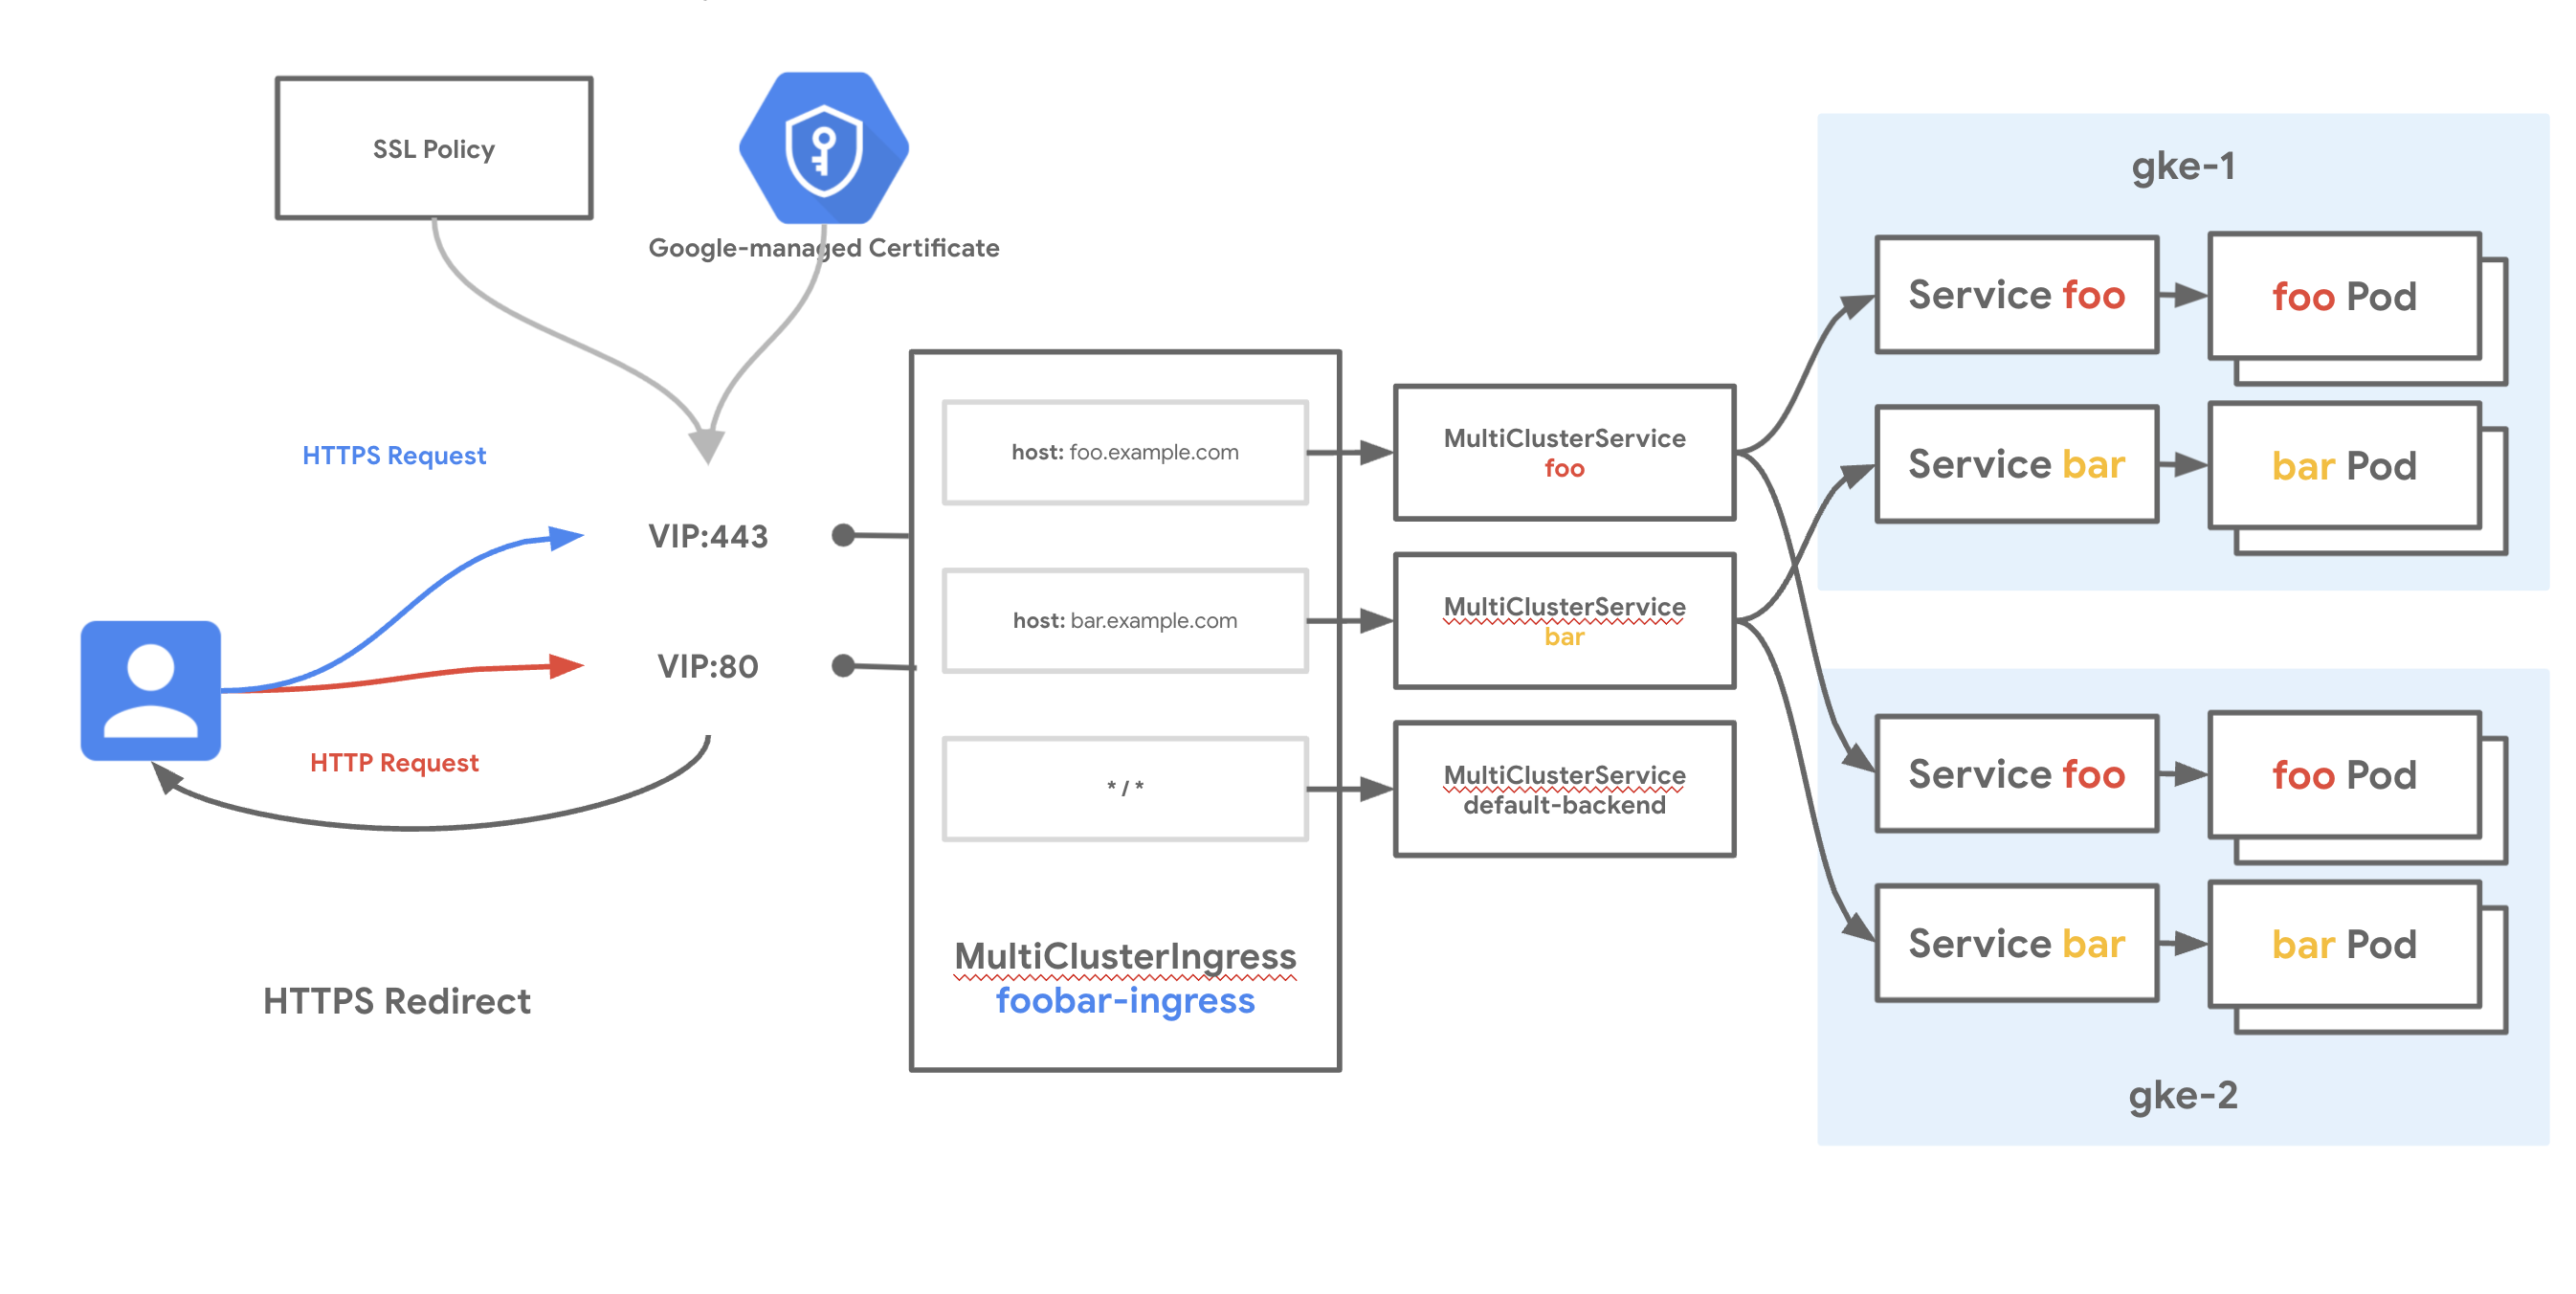 SSL Policy
Google-managed Certificate
HTTPS Request
VIP:443
VIP:80
HTTP Request
HTTPS Redirect
host: foo.example.com
host: bar.example.com
* / *
MultiClusterIngress
foobar-ingress
MultiClusterService
foo
MultiClusterService
bar
MultiClusterService
default-backend
gke-1
Service foo
foo Pod
Service bar
bar Pod
Service foo
foo Pod
Service bar
bar Pod
gke-2